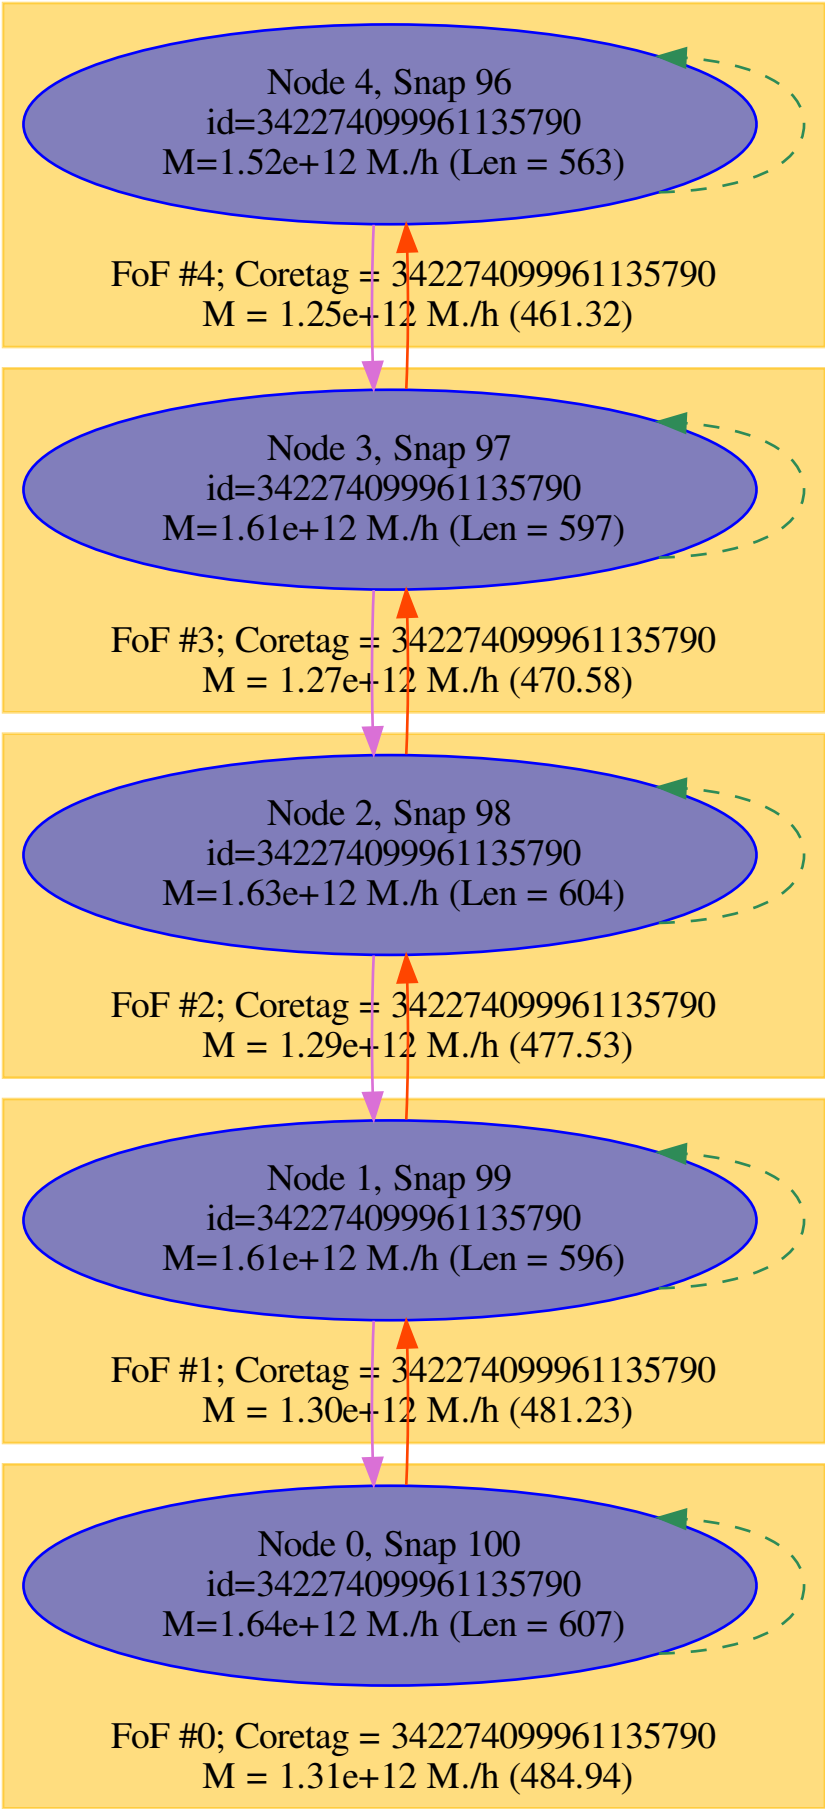 Node 4, Snap 96
id=342274099961135790
M=1.52e+12 M./h (Len = 563)
FoF #4; Coretag = 342274099961135790
M = 1.25e+12 M./h (461.32)
Node 3, Snap 97
id=342274099961135790
M=1.61e+12 M./h (Len = 597)
FoF #3; Coretag = 342274099961135790
M = 1.27e+12 M./h (470.58)
Node 2, Snap 98
id=342274099961135790
M=1.63e+12 M./h (Len = 604)
FoF #2; Coretag = 342274099961135790
M = 1.29e+12 M./h (477.53)
Node 1, Snap 99
id=342274099961135790
M=1.61e+12 M./h (Len = 596)
FoF #1; Coretag = 342274099961135790
M = 1.30e+12 M./h (481.23)
Node 0, Snap 100
id=342274099961135790
M=1.64e+12 M./h (Len = 607)
FoF #0; Coretag = 342274099961135790
M = 1.31e+12 M./h (484.94)